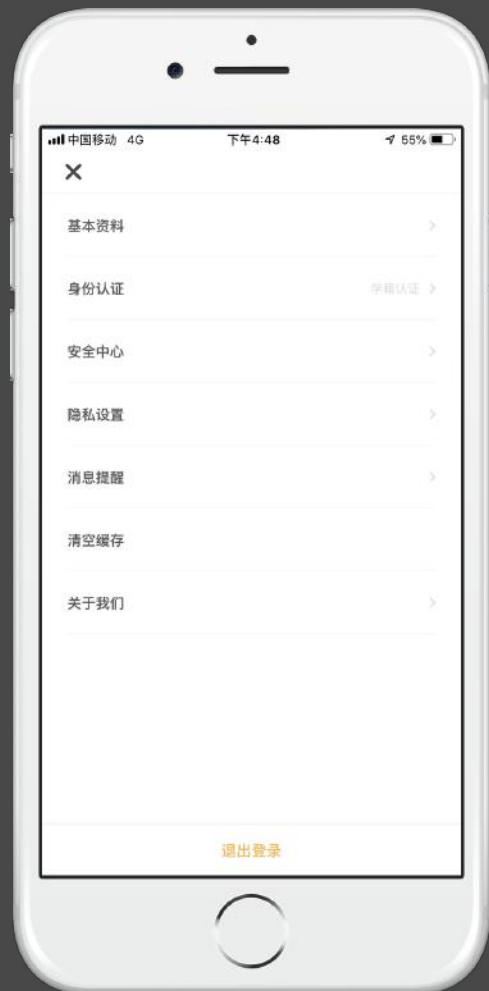 中国移动 4G 下午4:48 55%
基本资料
身份认证 学籍认证
安全中心
隐私设置
消息提醒
清空缓存
关于我们
退出登录